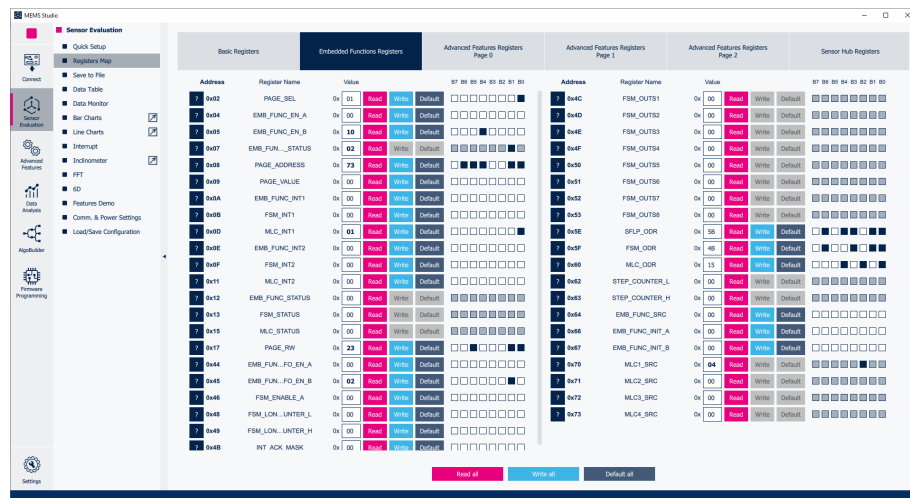 MEMS Studio
Sensor Evaluation
Quick Setup
Registers Map
Save to File
Data Table
Data Monitor
Bar Charts
Line Charts
Interrupt
Inclinometer
FFT
6D
Features Demo
Comm. & Power Settings
Load/Save Configuration
Connect
Sensor
Evaluation
Advanced
Features
Data
Analysis
AlgoBuilder
Firmware
Programming
Settings
Basic Registers
Embedded Functions Registers
Advanced Features Registers
Page 0
Advanced Features Registers
Page 1
Advanced Features Registers
Page 2
Sensor Hub Registers
Address Register Name Value B7 B6 B5 B4 B3 B2 B1 B0
? 0x02 PAGE_SEL 0x 01 Read Write Default
? 0x04 EMB_FUNC_EN_A 0x 00 Read Write Default
? 0x05 EMB_FUNC_EN_B 0x 10 Read Write Default
? 0x07 EMB_FUN..._STATUS 0x 02 Read Write Default
? 0x08 PAGE_ADDRESS 0x 73 Read Write Default
? 0x09 PAGE_VALUE 0x 00 Read Write Default
? 0x0A EMB_FUNC_INT1 0x 00 Read Write Default
? 0x0B FSM_INT1 0x 00 Read Write Default
? 0x0D MLC_INT1 0x 01 Read Write Default
? 0x0E EMB_FUNC_INT2 0x 00 Read Write Default
? 0x0F FSM_INT2 0x 00 Read Write Default
? 0x11 MLC_INT2 0x 00 Read Write Default
? 0x12 EMB_FUNC_STATUS 0x 00 Read Write Default
? 0x13 FSM_STATUS 0x 00 Read Write Default
? 0x15 MLC_STATUS 0x 00 Read Write Default
? 0x17 PAGE_RW 0x 23 Read Write Default
? 0x44 EMB_FUN...FO_EN_A 0x 00 Read Write Default
? 0x45 EMB_FUN...FO_EN_B 0x 02 Read Write Default
? 0x46 FSM_ENABLE_A 0x 00 Read Write Default
? 0x48 FSM_LON...UNTER_L 0x 00 Read Write Default
? 0x49 FSM_LON...UNTER_H 0x 00 Read Write Default
? 0x4B INT_ACK_MASK 0x 00 Read Write Default
Address Register Name Value B7 B6 B5 B4 B3 B2 B1 B0
? 0x4C FSM_OUTS1 0x 00 Read Write Default
? 0x4D FSM_OUTS2 0x 00 Read Write Default
? 0x4E FSM_OUTS3 0x 00 Read Write Default
? 0x4F FSM_OUTS4 0x 00 Read Write Default
? 0x50 FSM_OUTS5 0x 00 Read Write Default
? 0x51 FSM_OUTS6 0x 00 Read Write Default
? 0x52 FSM_OUTS7 0x 00 Read Write Default
? 0x53 FSM_OUTS8 0x 00 Read Write Default
? 0x5E SFLP_ODR 0x 5B Read Write Default
? 0x5F FSM_ODR 0x 4B Read Write Default
? 0x60 MLC_ODR 0x 15 Read Write Default
? 0x62 STEP_COUNTER_L 0x 00 Read Write Default
? 0x63 STEP_COUNTER_H 0x 00 Read Write Default
? 0x64 EMB_FUNC_SRC 0x 00 Read Write Default
? 0x66 EMB_FUNC_INIT_A 0x 00 Read Write Default
? 0x67 EMB_FUNC_INIT_B 0x 00 Read Write Default
? 0x70 MLC1_SRC 0x 04 Read Write Default
? 0x71 MLC2_SRC 0x 00 Read Write Default
? 0x72 MLC3_SRC 0x 00 Read Write Default
? 0x73 MLC4_SRC 0x 00 Read Write Default
Read all
Write all
Default all